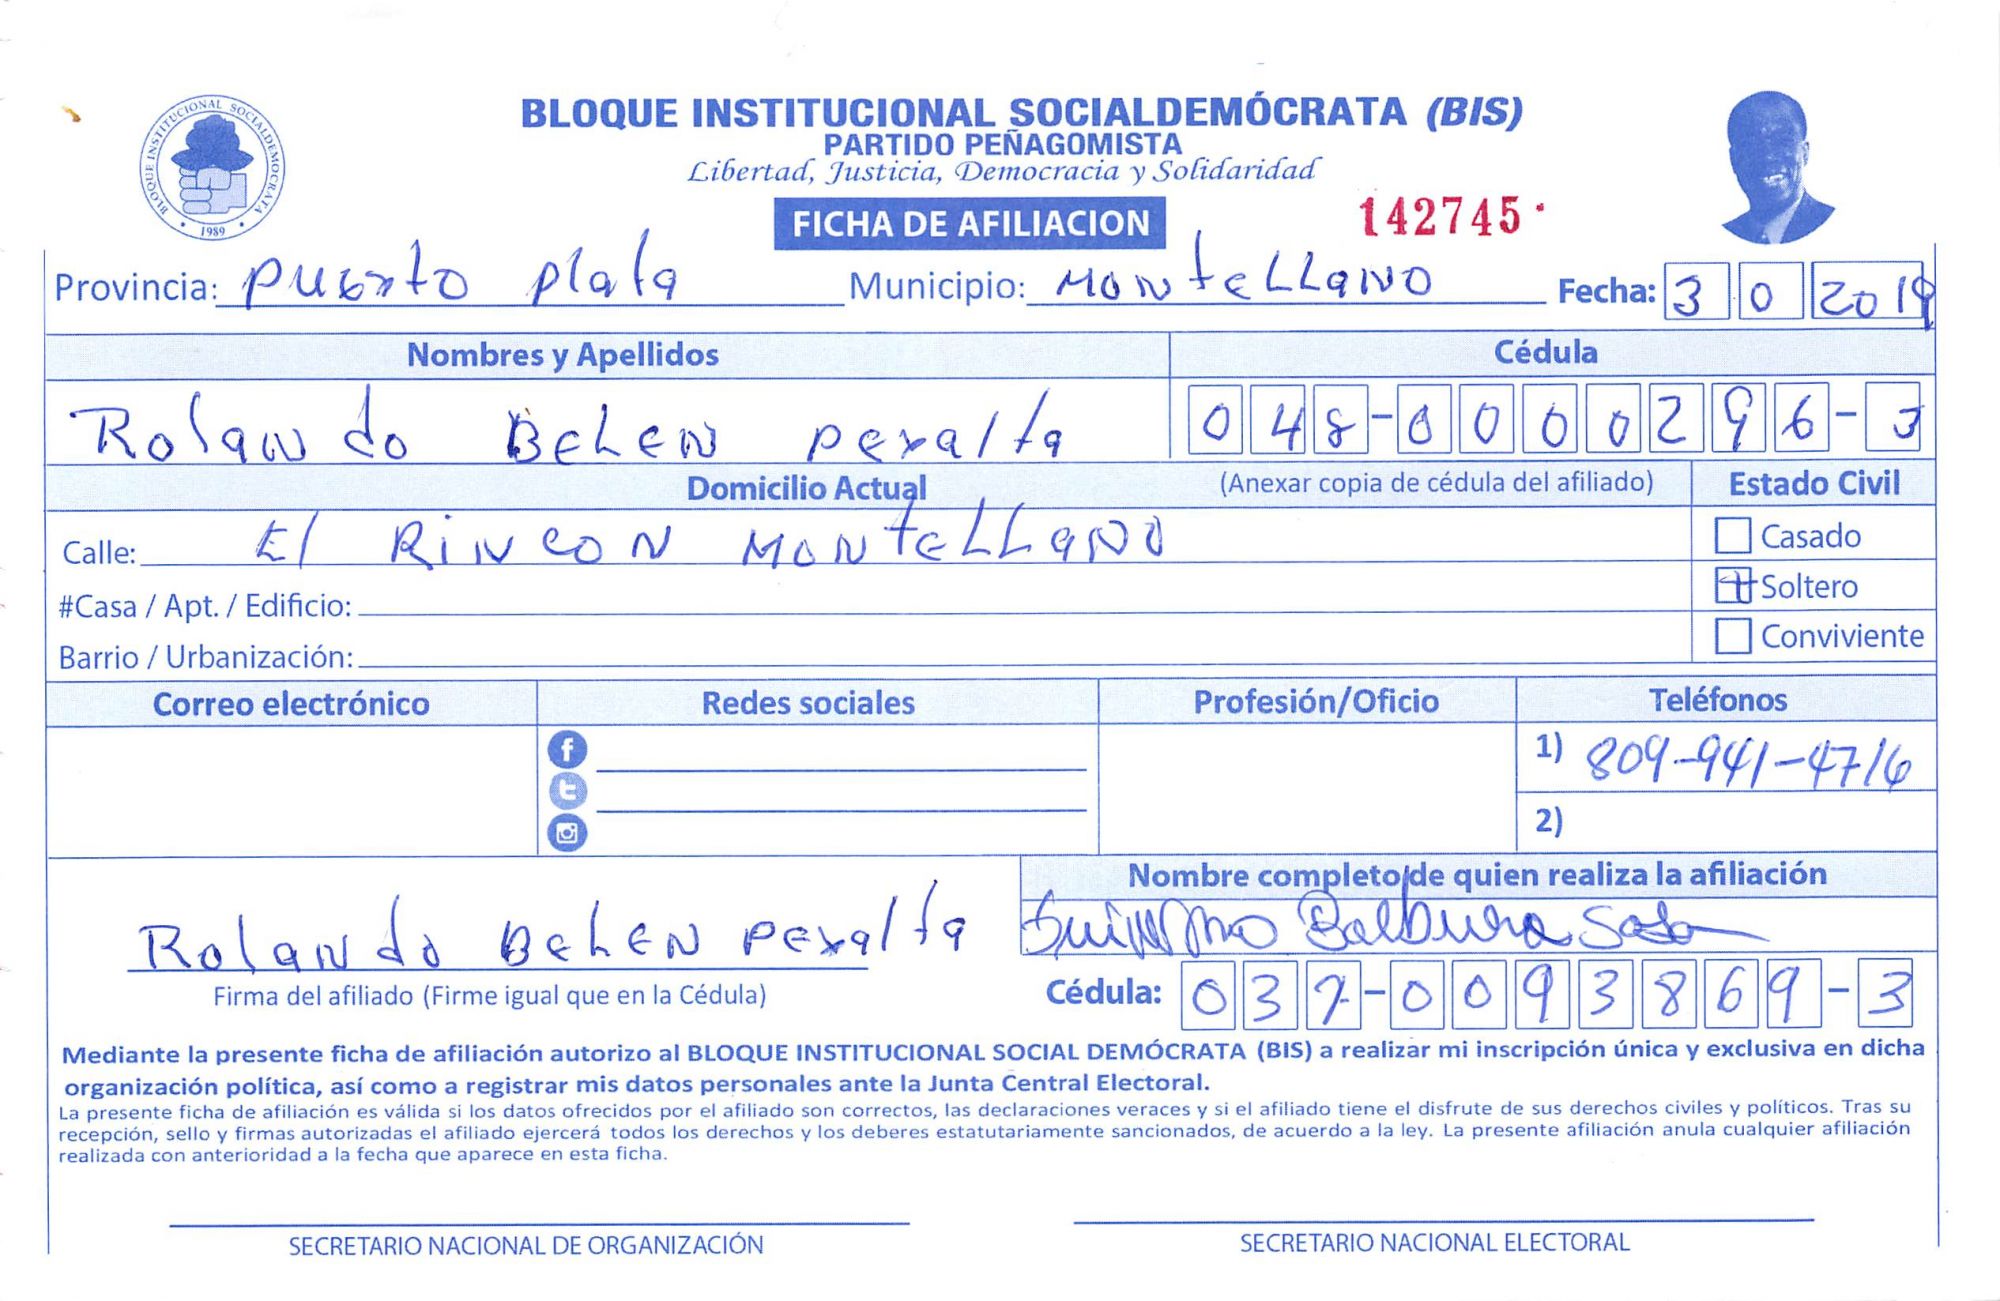 BLOQUE INSTITUCIONAL SOCIALDEMOCRATA
1989
BLOQUE INSTITUCIONAL SOCIALDEMÓCRATA (BIS)
PARTIDO PEÑAGOMISTA
Libertad, Justicia, Democracia y Solidaridad
FICHA DE AFILIACION
142745
Provincia: Puerto Plata Municipio: MONTELLANO Fecha: 3 0 2019
Nombres y Apellidos Cédula
Rolando BELEN Peralta 048-0000296-3
Domicilio Actual (Anexar copia de cédula del afiliado) Estado Civil
Calle: El RINCON MONTELLANO Casado
#Casa / Apt. / Edificio: Soltero
Barrio / Urbanización: Conviviente
Correo electrónico Redes sociales Profesión/Oficio Teléfonos
1) 809-941-4716
2)
Nombre completo de quien realiza la afiliación
Rolando BELEN Peralta Balbuena Sosa
Firma del afiliado (Firme igual que en la Cédula) Cédula: 037-0093869-3
Mediante la presente ficha de afiliación autorizo al BLOQUE INSTITUCIONAL SOCIAL DEMÓCRATA (BIS) a realizar mi inscripción única y exclusiva en dicha
organización política, así como a registrar mis datos personales ante la Junta Central Electoral.
La presente ficha de afiliación es válida si los datos ofrecidos por el afiliado son correctos, las declaraciones veraces y si el afiliado tiene el disfrute de sus derechos civiles y políticos. Tras su
recepción, sello y firmas autorizadas el afiliado ejercerá todos los derechos y los deberes estatutariamente sancionados, de acuerdo a la ley. La presente afiliación anula cualquier afiliación
realizada con anterioridad a la fecha que aparece en esta ficha.
SECRETARIO NACIONAL DE ORGANIZACIÓN SECRETARIO NACIONAL ELECTORAL